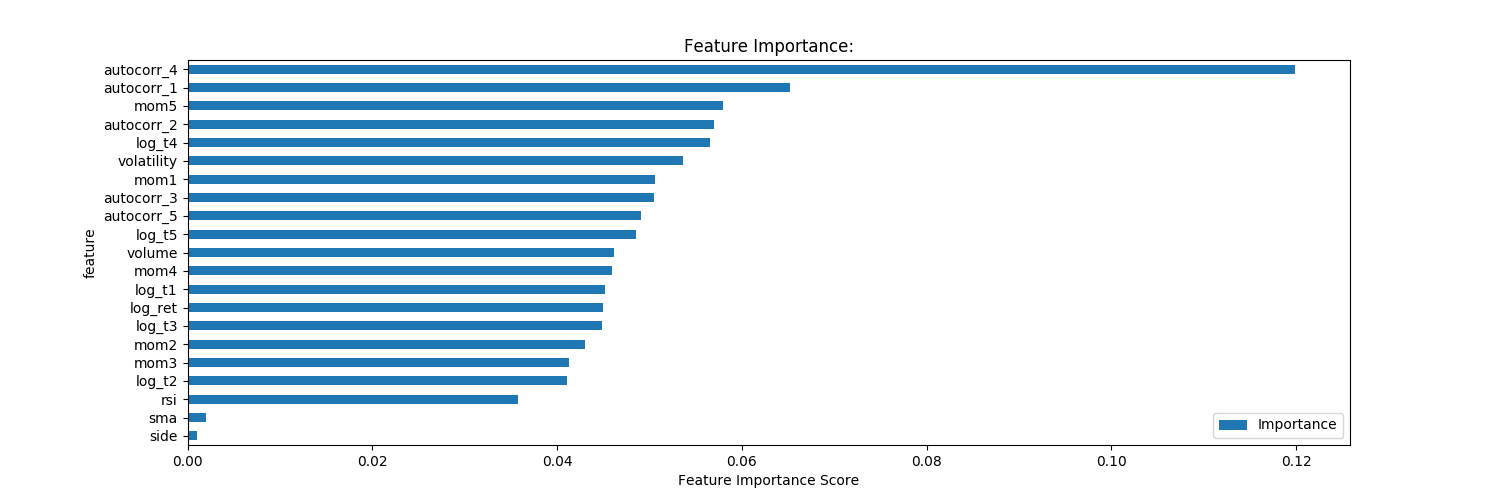 Feature Importance:
autocorr_4
autocorr_1
mom5
autocorr_2
log_t4
volatility
mom1
autocorr_3
autocorr_5
log_t5
volume
mom4
log_t1
log_ret
log_t3
mom2
mom3
log_t2
rsi
sma
side
feature
Importance
0.00 0.02 0.04 0.06 0.08 0.10 0.12
Feature Importance Score